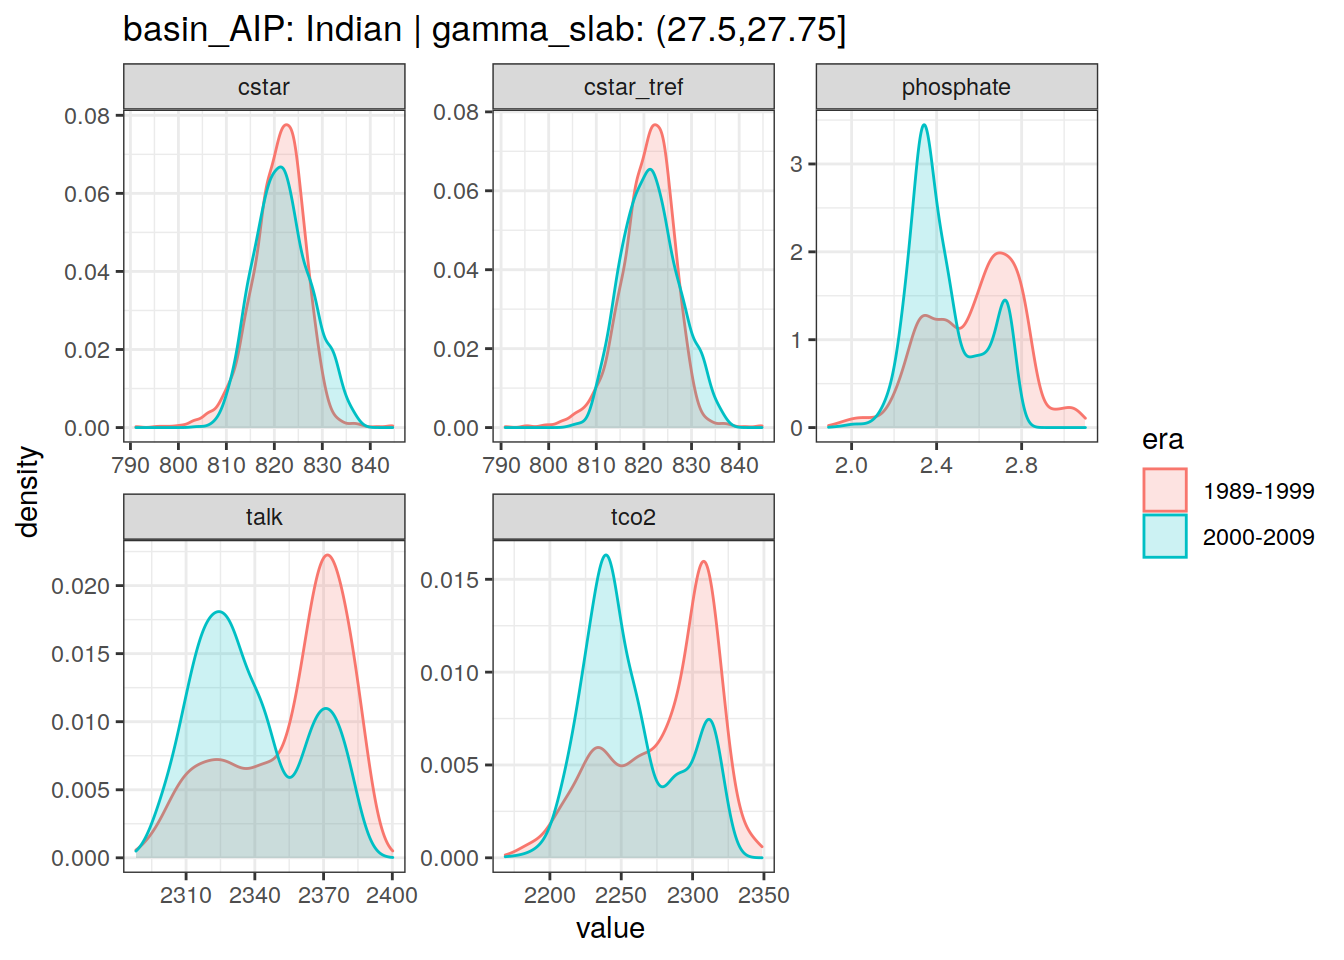 basin_AIP: Indian | gamma_slab: (27.5,27.75]
cstar
cstar_tref
phosphate
0.08
0.06
0.04
0.02
0.00
790 800 810 820 830 840
0.08
0.06
0.04
0.02
0.00
790 800 810 820 830 840
3
2
1
0
2.0 2.4 2.8
talk
tco2
0.020
0.015
0.010
0.005
0.000
2310 2340 2370 2400
0.015
0.010
0.005
0.000
2200 2250 2300 2350
density
value
era
1989-1999
2000-2009